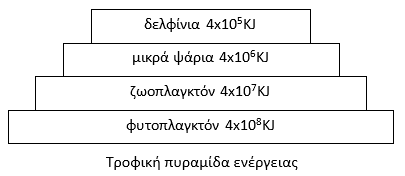 δελφίνια 4x10⁵KJ
μικρά ψάρια 4x10⁶KJ
ζωοπλαγκτόν 4x10⁷KJ
φυτοπλαγκτόν 4x10⁸KJ
Τροφική πυραμίδα ενέργειας